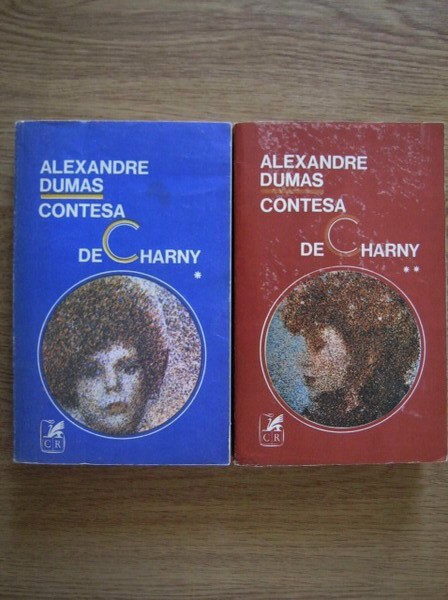 ALEXANDRE
DUMAS
CONTESA
DE CHARNY
*
CR
ALEXANDRE
DUMAS
CONTESA
DE CHARNY
**
CR